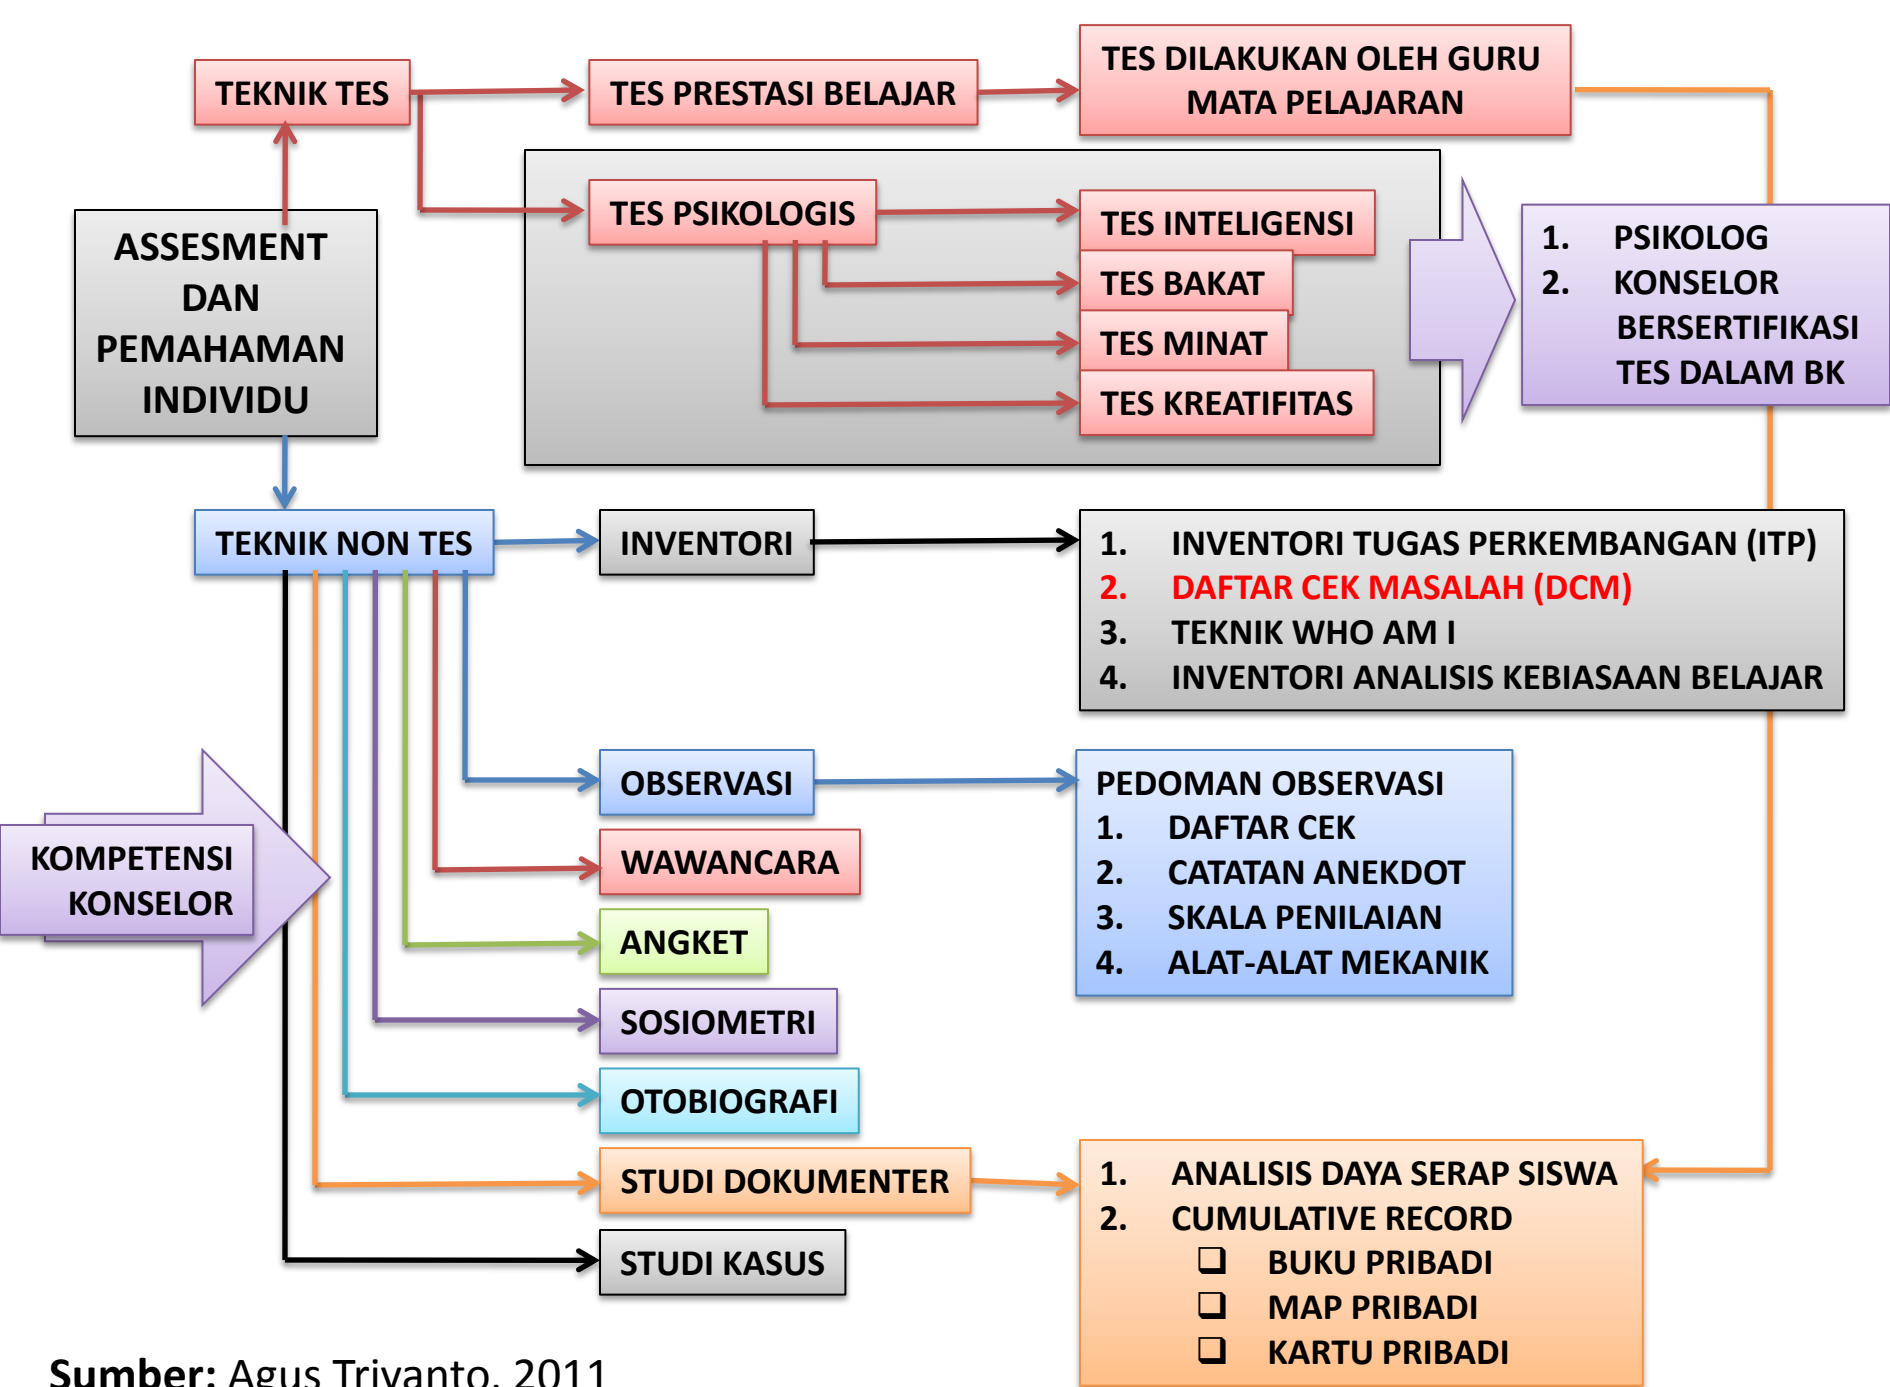 TEKNIK TES
TES PRESTASI BELAJAR
TES DILAKUKAN OLEH GURU
MATA PELAJARAN
ASSESMENT
DAN
PEMAHAMAN
INDIVIDU
TES PSIKOLOGIS
TES INTELIGENSI
TES BAKAT
TES MINAT
TES KREATIFITAS
1. PSIKOLOG
2. KONSELOR
BERSERTIFIKASI
TES DALAM BK
TEKNIK NON TES
INVENTORI
1. INVENTORI TUGAS PERKEMBANGAN (ITP)
2. DAFTAR CEK MASALAH (DCM)
3. TEKNIK WHO AM I
4. INVENTORI ANALISIS KEBIASAAN BELAJAR
KOMPETENSI
KONSELOR
OBSERVASI
PEDOMAN OBSERVASI
1. DAFTAR CEK
2. CATATAN ANEKDOT
3. SKALA PENILAIAN
4. ALAT-ALAT MEKANIK
WAWANCARA
ANGKET
SOSIOMETRI
OTOBIOGRAFI
STUDI DOKUMENTER
1. ANALISIS DAYA SERAP SISWA
2. CUMULATIVE RECORD
❑ BUKU PRIBADI
❑ MAP PRIBADI
❑ KARTU PRIBADI
STUDI KASUS
Sumber: Agus Triyanto. 2011